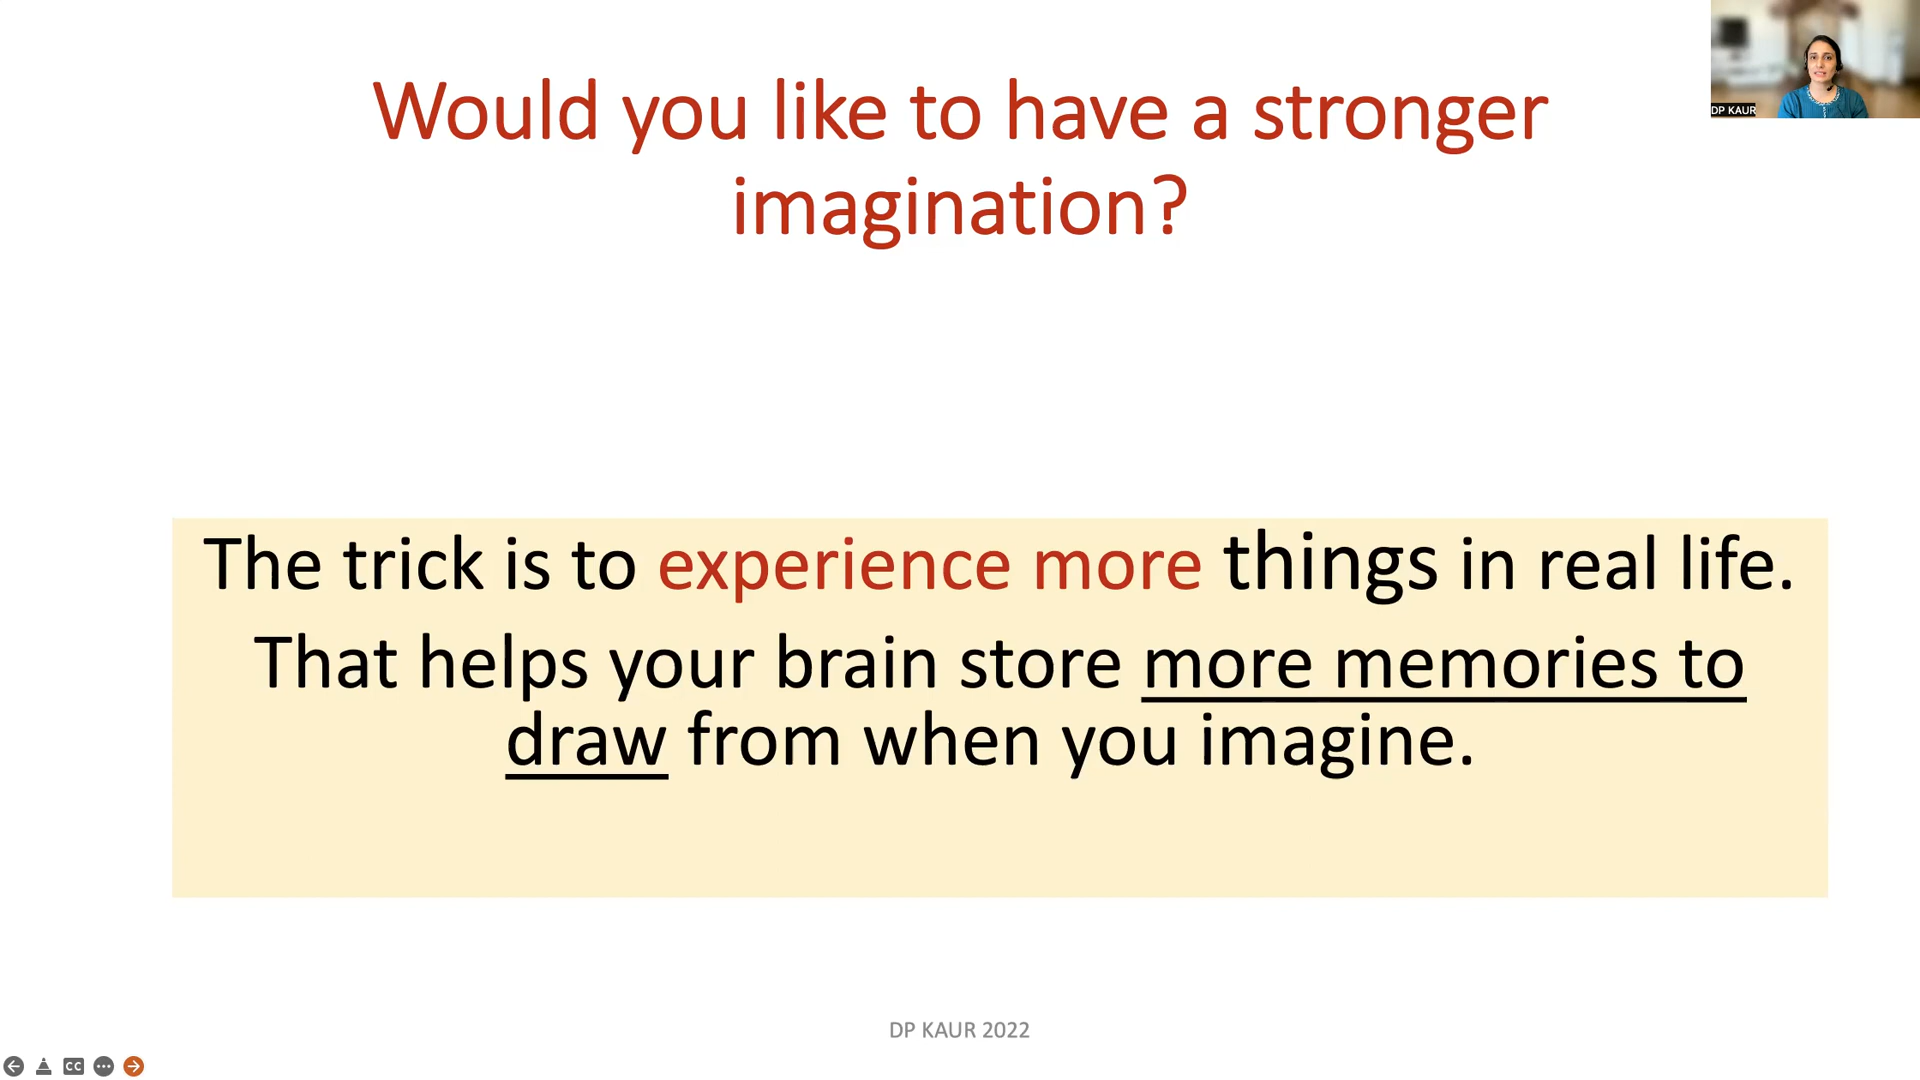 Would you like to have a stronger
imagination?
DP KAUR
The trick is to experience more things in real life.
That helps your brain store more memories to
draw from when you imagine.
DP KAUR 2022
CC